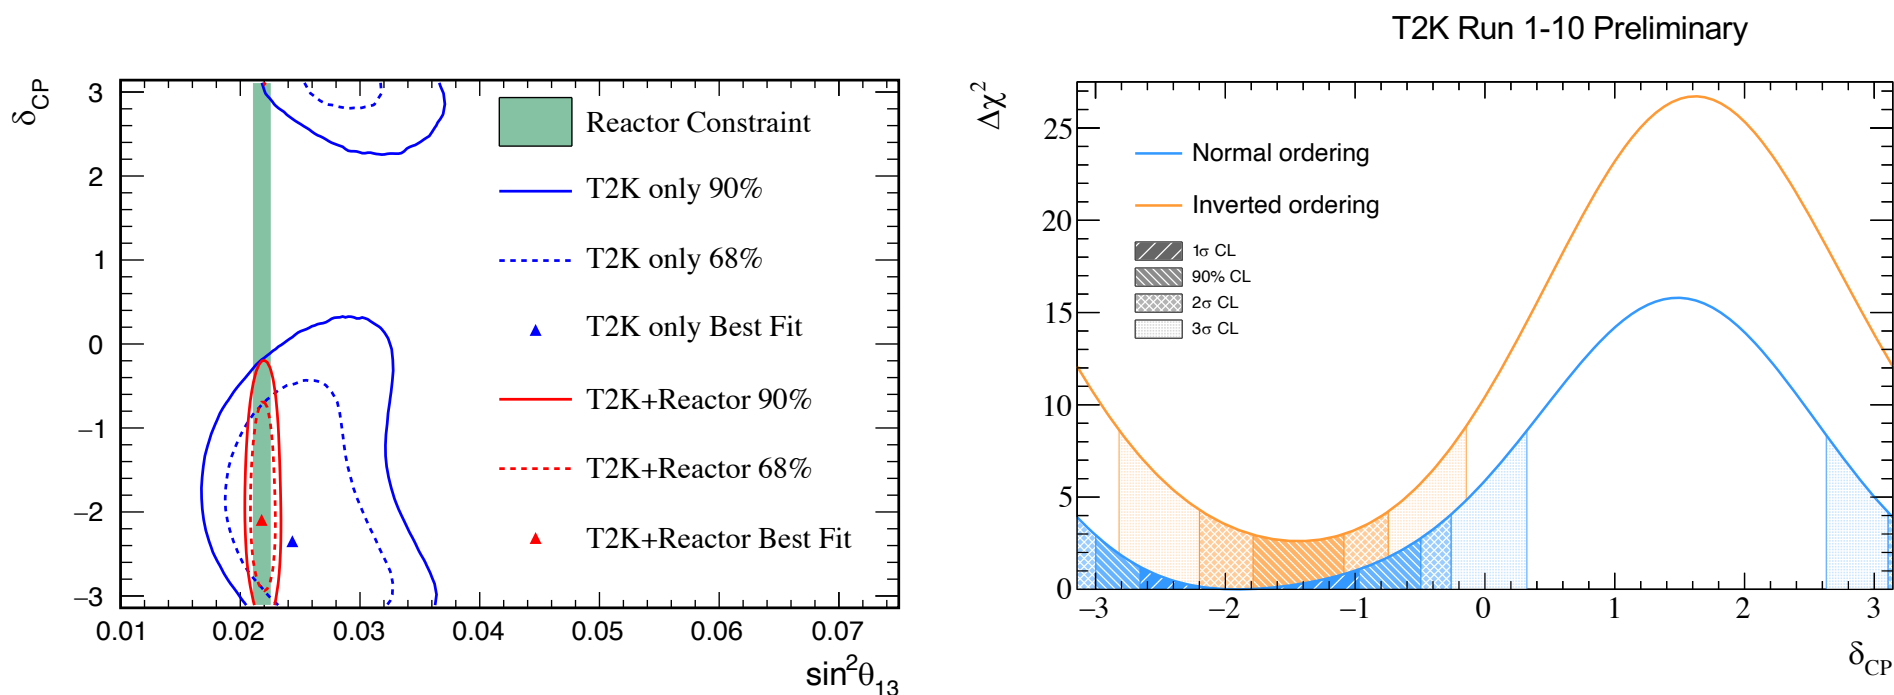 T2K Run 1-10 Preliminary
δCP
3
2
1
0
−1
−2
−3
Reactor Constraint
T2K only 90%
T2K only 68%
T2K only Best Fit
T2K+Reactor 90%
T2K+Reactor 68%
T2K+Reactor Best Fit
0.01 0.02 0.03 0.04 0.05 0.06 0.07
sin²θ₁₃
Δχ²
25
20
15
10
5
0
Normal ordering
Inverted ordering
1σ CL
90% CL
2σ CL
3σ CL
−3 −2 −1 0 1 2 3
δCP